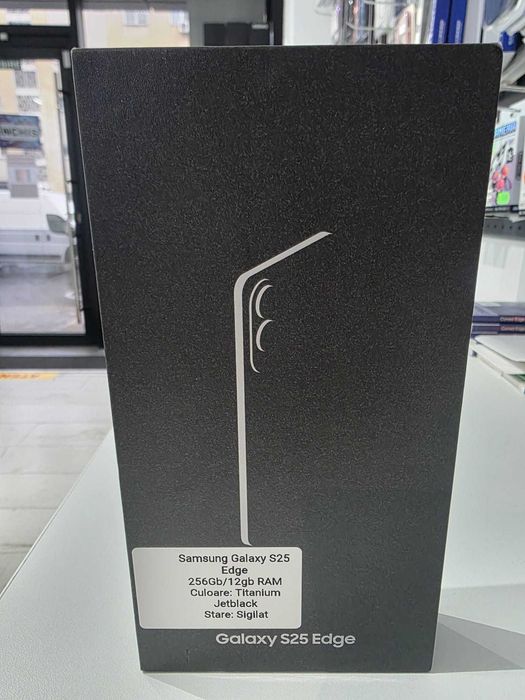 Samsung Galaxy S25
Edge
256Gb/12gb RAM
Culoare: Titanium
Jetblack
Stare: Sigilat
Galaxy S25 Edge